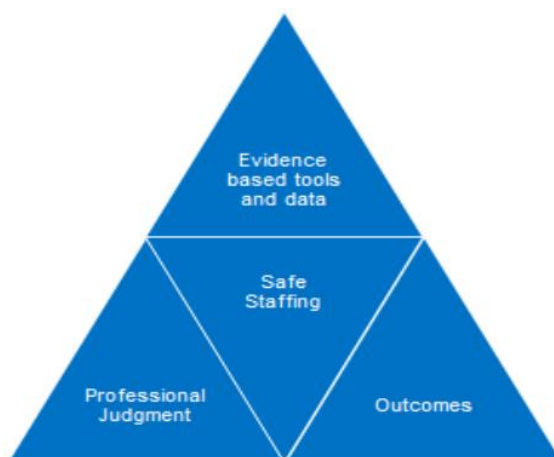 Evidence
based tools
and data
Safe
Staffing
Professional
Judgment
Outcomes